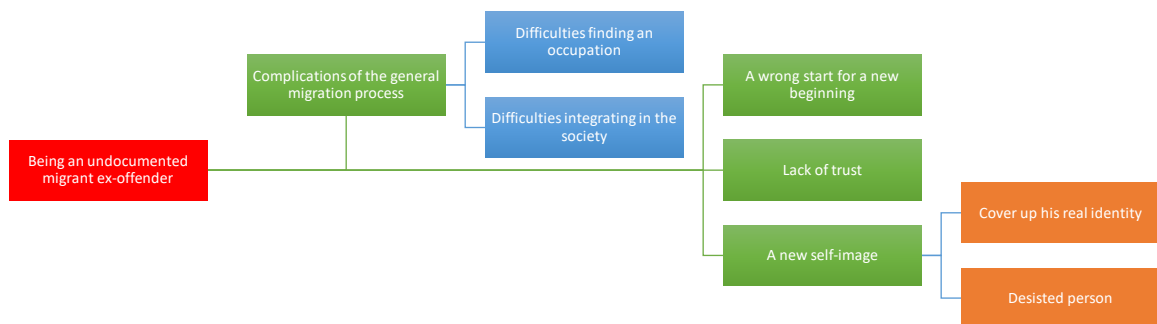 Being an undocumented
migrant ex-offender
Complications of the general
migration process
Difficulties finding an
occupation
Difficulties integrating in the
society
A wrong start for a new
beginning
Lack of trust
A new self-image
Cover up his real identity
Desisted person